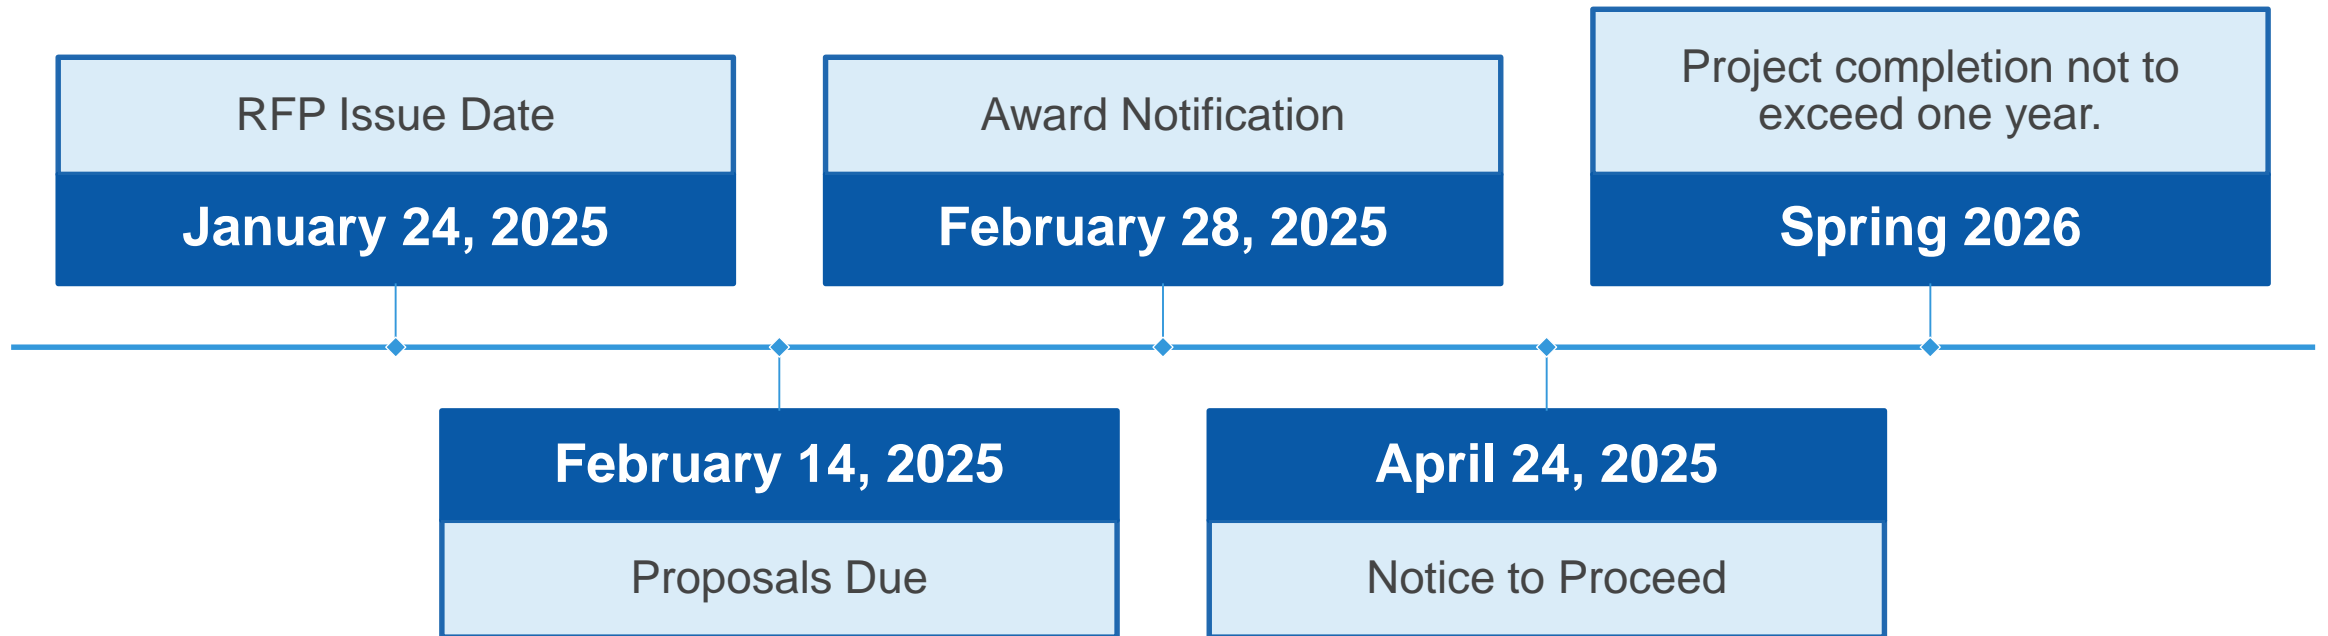 RFP Issue Date
January 24, 2025
February 14, 2025
Proposals Due
Award Notification
February 28, 2025
April 24, 2025
Notice to Proceed
Project completion not to
exceed one year.
Spring 2026